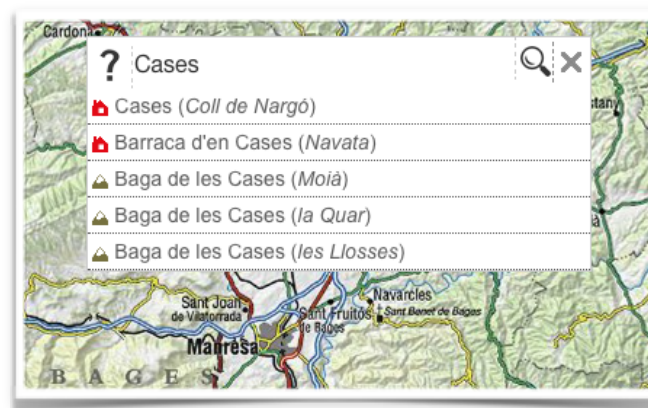 Cardona
? Cases
Cases (Coll de Nargó)
Barraca d'en Cases (Navata)
Baga de les Cases (Moià)
Baga de les Cases (la Quar)
Baga de les Cases (les Llosses)
Sant Joan
de Vilatorrada
Sant Fruitós
de Bages
Navarcles
Sant Benet de Bages
Manresa
BAGES